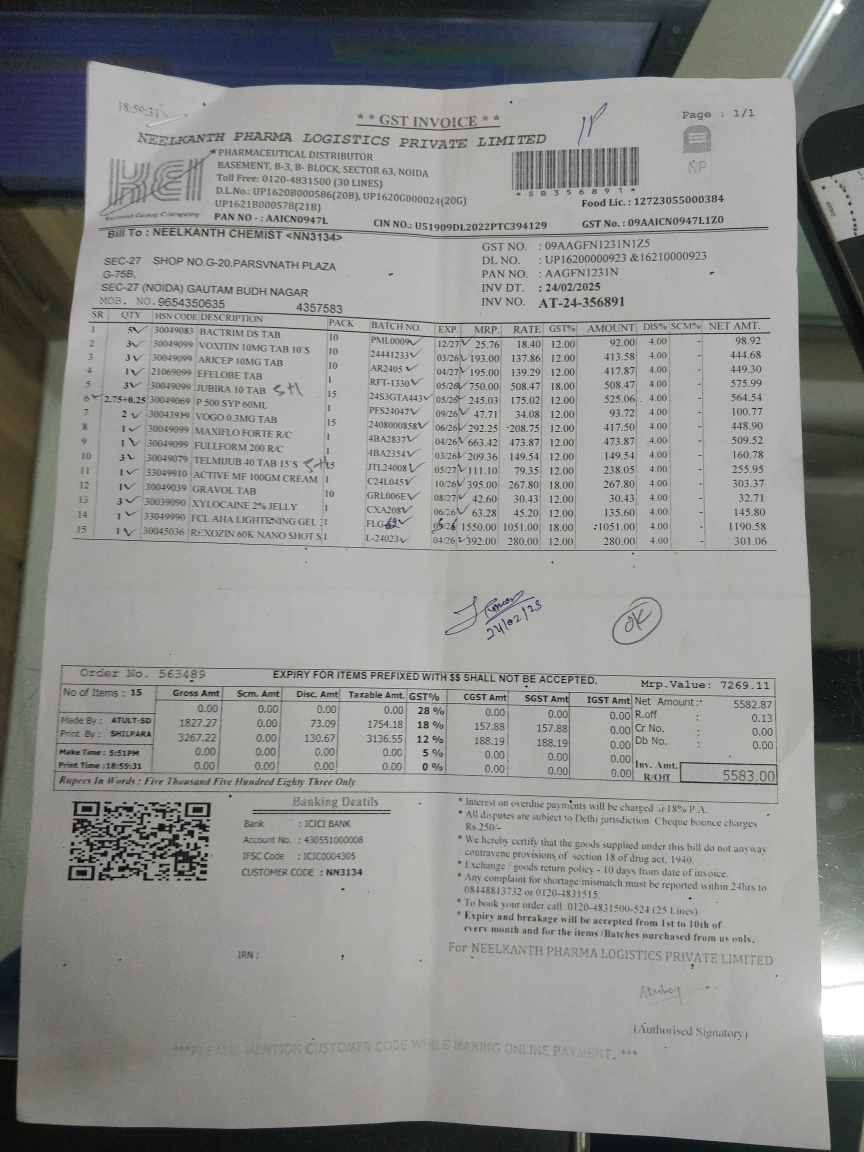 18:59:31
** GST INVOICE **
Page : 1/1
NEELKANTH PHARMA LOGISTICS PRIVATE LIMITED
NP
PHARMACEUTICAL DISTRIBUTOR
BASEMENT, B-3, B- BLOCK, SECTOR 63, NOIDA
Toll Free: 0120-4831500 (30 LINES)
D.L.No.: UP1620B000586(20B), UP1620G000024(20G)
UP1621B000578(21B)
*SB356891*
Food Lic. : 12723055000384
PAN NO - : AAICN0947L
CIN NO.: U51909DL2022PTC394129
GST No. : 09AAICN0947L1Z0
Bill To : NEELKANTH CHEMIST <NN3134>
SEC-27 SHOP NO.G-20,PARSVNATH PLAZA
G-75B,
SEC-27 (NOIDA) GAUTAM BUDH NAGAR
MOB. NO. 9654350635 4357583
GST NO. : 09AAGFN1231N1Z5
DL NO. : UP16200000923 &16210000923
PAN NO. : AAGFN1231N
INV DT. : 24/02/2025
INV NO. AT-24-356891
SR QTY HSN CODE DESCRIPTION PACK BATCH NO. EXP. MRP. RATE GST% AMOUNT DIS% SCM% NET AMT.
1 5 30049083 BACTRIM DS TAB 10 PML0009 12/27 25.76 18.40 12.00 92.00 4.00 - 98.92
2 3 30049099 VOXITIN 10MG TAB 10'S 10 24441233 03/26 193.00 137.86 12.00 413.58 4.00 - 444.68
3 3 30049099 ARICEP 10MG TAB 10 AR2405 04/27 195.00 139.29 12.00 417.87 4.00 - 449.30
4 1 21069099 EFELOBE TAB RFT-1330 05/26 750.00 508.47 18.00 508.47 4.00 - 575.99
5 3 30049099 JUBIRA 10 TAB 15 24S3GTA443 05/26 245.03 175.02 12.00 525.06 4.00 - 564.54
6 2.75+0.25 30049069 P 500 SYP 60ML PFS24047 09/26 47.71 34.08 12.00 93.72 4.00 - 100.77
7 2 30043919 VOGO 0.3MG TAB 15 2408000858 06/26 292.25 208.75 12.00 417.50 4.00 - 448.90
8 1 30049099 MAXIFLO FORTE R/C 1 4BA2837 04/26 663.42 473.87 12.00 473.87 4.00 - 509.52
9 1 30049099 FULLFORM 200 R/C 1 4BA2354 03/26 209.36 149.54 12.00 149.54 4.00 - 160.78
10 3 30049079 TELMIJUB 40 TAB 15'S 15 JTL24008 05/27 111.10 79.35 12.00 238.05 4.00 - 255.95
11 1 33049910 ACTIVE MF 100GM CREAM 1 C24L045 10/26 395.00 267.80 18.00 267.80 4.00 - 303.37
12 1 30049039 GRAVOL TAB 10 GRL006E 08/27 42.60 30.43 12.00 30.43 4.00 - 32.71
13 3 30039090 XYLOCAINE 2% JELLY 1 CXA208 06/26 63.28 45.20 12.00 135.60 4.00 - 145.80
14 1 33049990 FCL AHA LIGHTENING GEL 1 1550.00 1051.00 18.00 1051.00 4.00 - 1190.58
15 1 30045036 REXOZIN 60K NANO SHOT S 1 L-24023 04/26 392.00 280.00 12.00 280.00 4.00 - 301.06
24/02/25
OK
Order No. 563489 EXPIRY FOR ITEMS PREFIXED WITH $$ SHALL NOT BE ACCEPTED. Mrp.Value: 7269.11
No of Items : 15 Gross Amt Scm. Amt Disc. Amt Taxable Amt. GST% CGST Amt SGST Amt IGST Amt Net Amount:- 5582.87
0.00 0.00 0.00 0.00 28 % 0.00 0.00 0.00 R.off : 0.13
Made By : ATULT-SD 1827.27 0.00 73.09 1754.18 18 % 157.88 157.88 0.00 Cr No. : 0.00
Print By : SHILPARA 3267.22 0.00 130.67 3136.55 12 % 188.19 188.19 0.00 Db No. : 0.00
Make Time : 5:51PM 0.00 0.00 0.00 0.00 5 % 0.00 0.00 0.00
Print Time :18:59:31 0.00 0.00 0.00 0.00 0 % 0.00 0.00 0.00 Inv. Amt. R/Off 5583.00
Rupees In Words : Five Thousand Five Hundred Eighty Three Only
Banking Deatils
Bank : ICICI BANK
Account No. : 430551000008
IFSC Code : ICIC0004305
CUSTOMER CODE : NN3134
* Interest on overdue payments will be charged @18% P.A.
* All disputes are subject to Delhi jurisdiction. Cheque bounce charges
Rs.250/-
* We hereby certify that the goods supplied under this bill do not anyway
contravene provisions of section 18 of drug act, 1940.
* Exchange / goods return policy - 10 days from date of invoice.
* Any complaint for shortage/mismatch must be reported within 24hrs to
08448813732 or 0120-4831515.
* To book your order call: 0120-4831500-524 (25 Lines).
* Expiry and breakage will be accepted from 1st to 10th of
every month and for the items /Batches purchased from us only.
IRN :
For NEELKANTH PHARMA LOGISTICS PRIVATE LIMITED
(Authorised Signatory)
***PLEASE MENTION CUSTOMER CODE WHILE MAKING ONLINE PAYMENT. ***